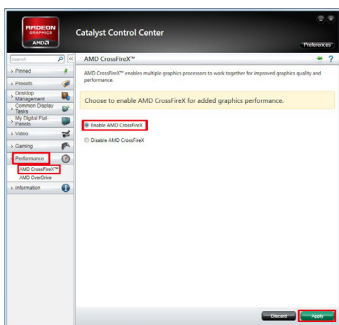 RADEON
GRAPHICS
AMD
Catalyst Control Center
Preferences
Search
AMD CrossFireX™
Pinned
Presets
Desktop
Management
Common Display
Tasks
My Digital Flat-
Panels
Video
Gaming
Performance
AMD CrossFireX™
AMD OverDrive
Information
AMD CrossFireX™ enables multiple graphics processors to work together for improved graphics quality and
performance.
Choose to enable AMD CrossFireX for added graphics performance.
Enable AMD CrossFireX
Disable AMD CrossFireX
Discard
Apply